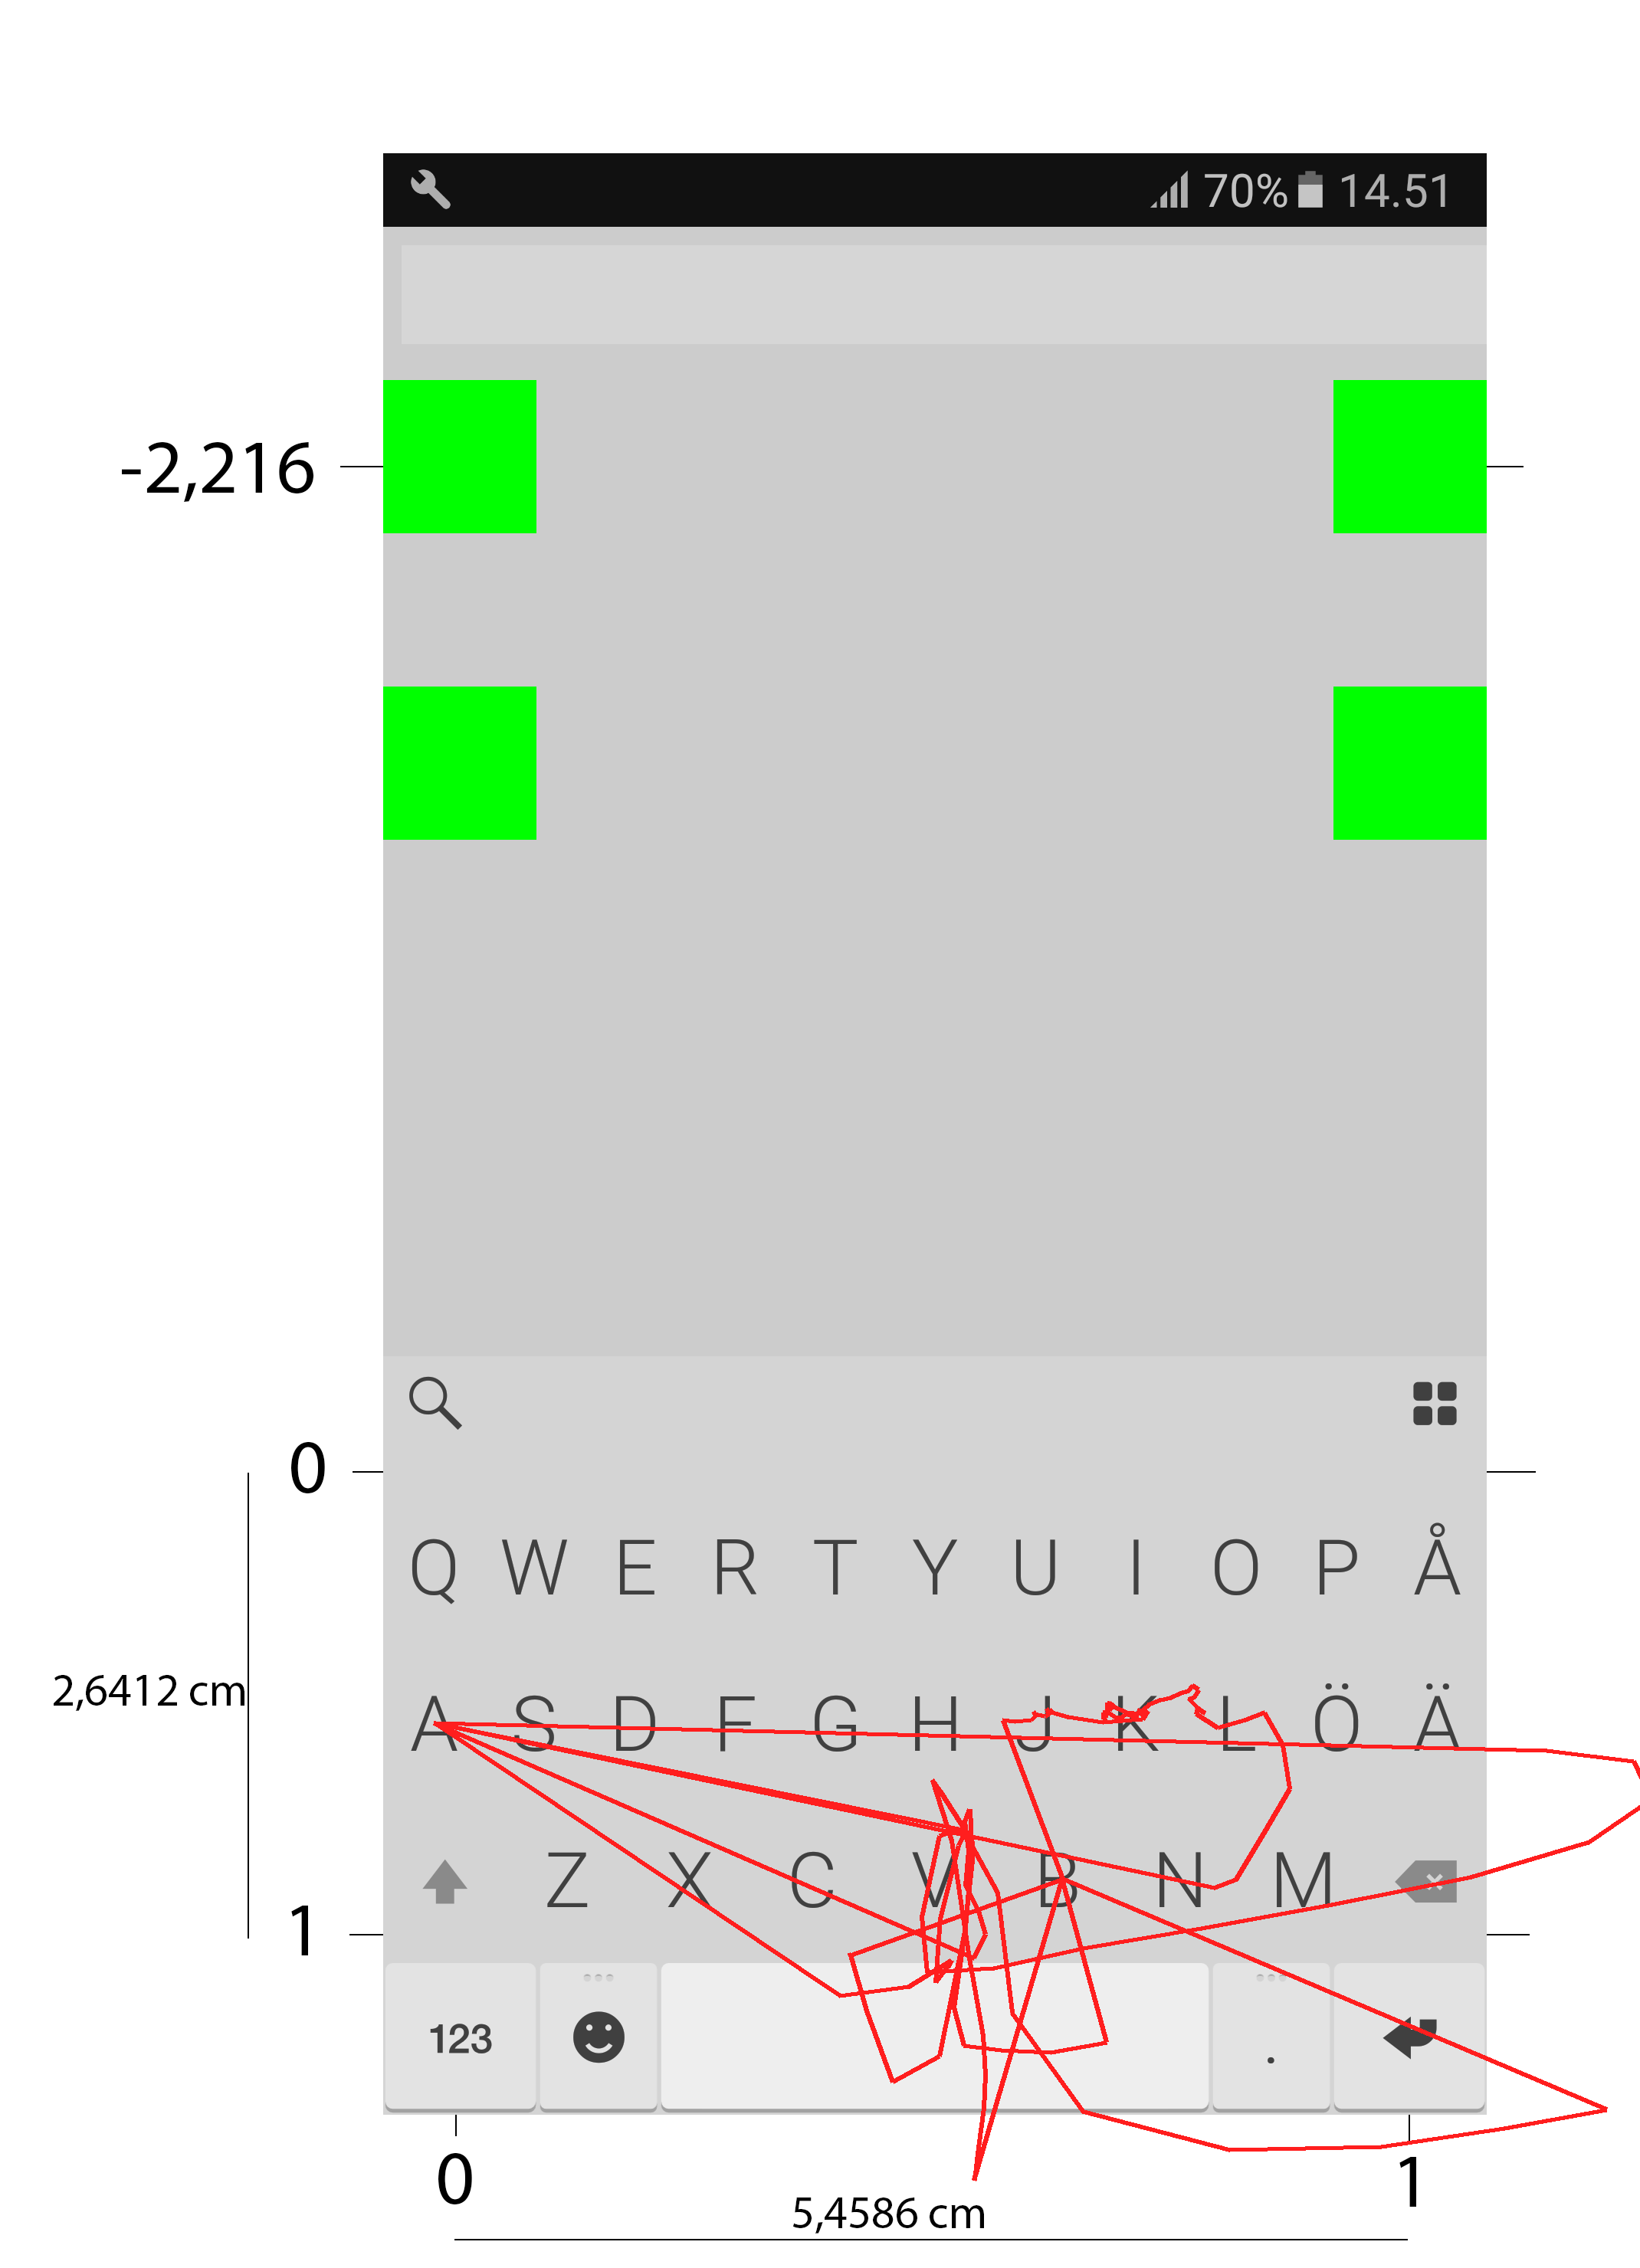 70% 14.51
-2,216
0
Q W E R T Y U I O P Å
2,6412 cm
A S D F G H J K L Ö Ä
Z X C V B N M
1
123 .
0 1
5,4586 cm